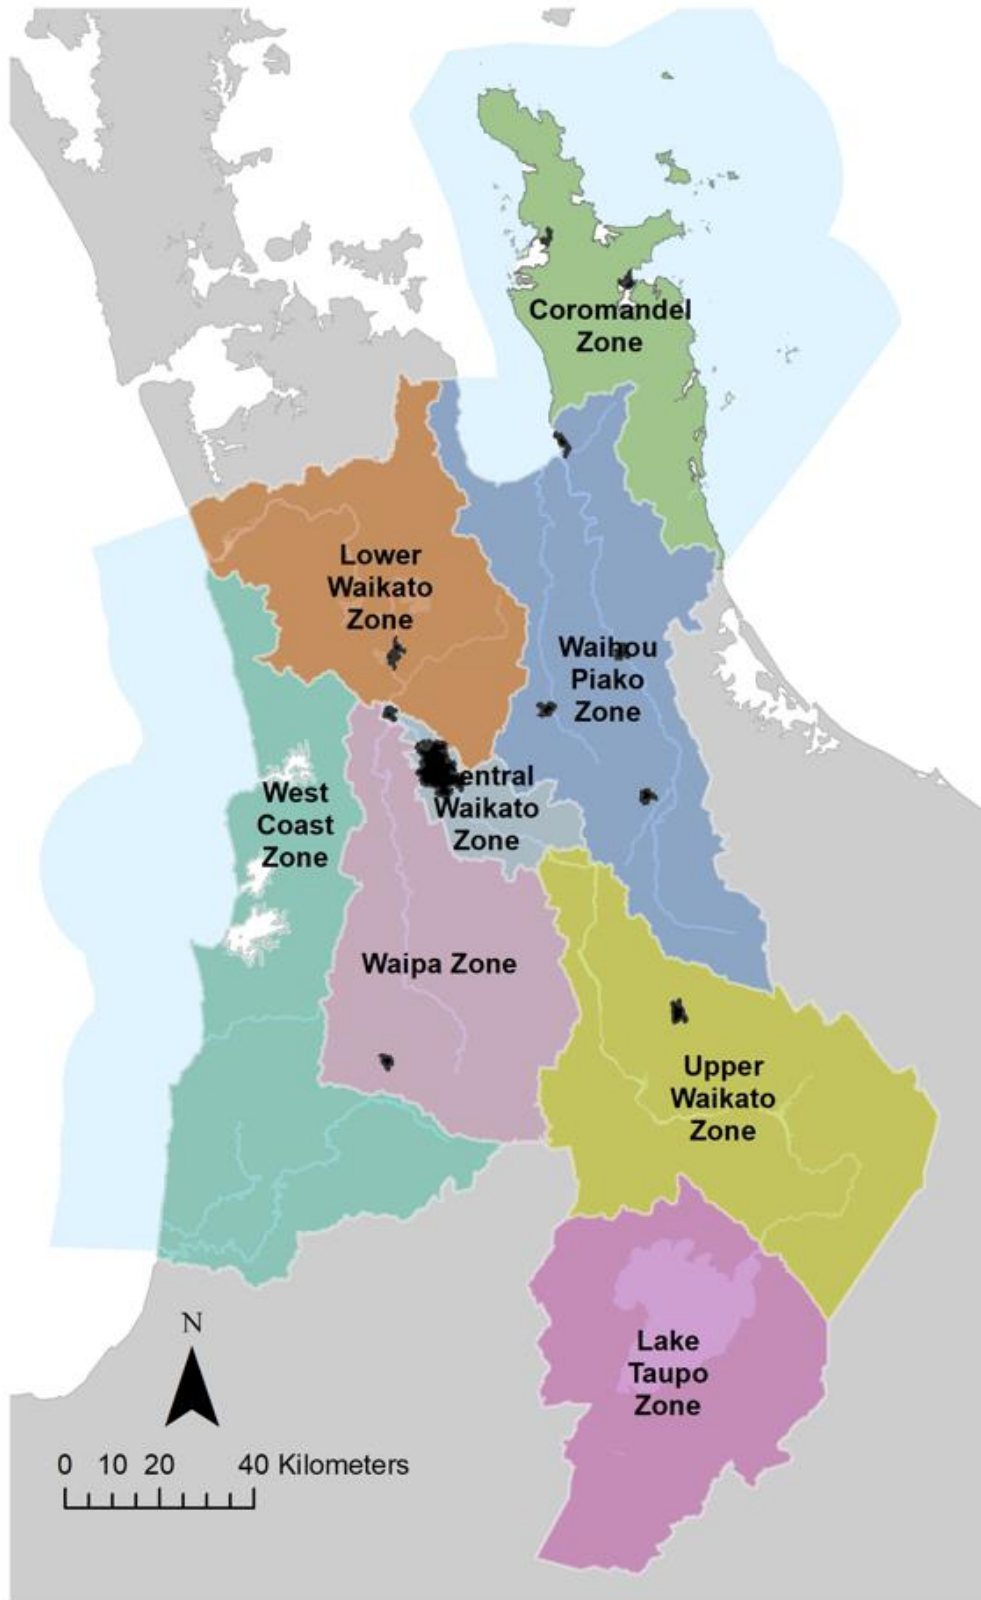 Coromandel
Zone
Lower
Waikato
Zone
Waihou
Piako
Zone
West
Coast
Zone
entral
Waikato
Zone
Waipa Zone
Upper
Waikato
Zone
Lake
Taupo
Zone
N
0 10 20 40 Kilometers